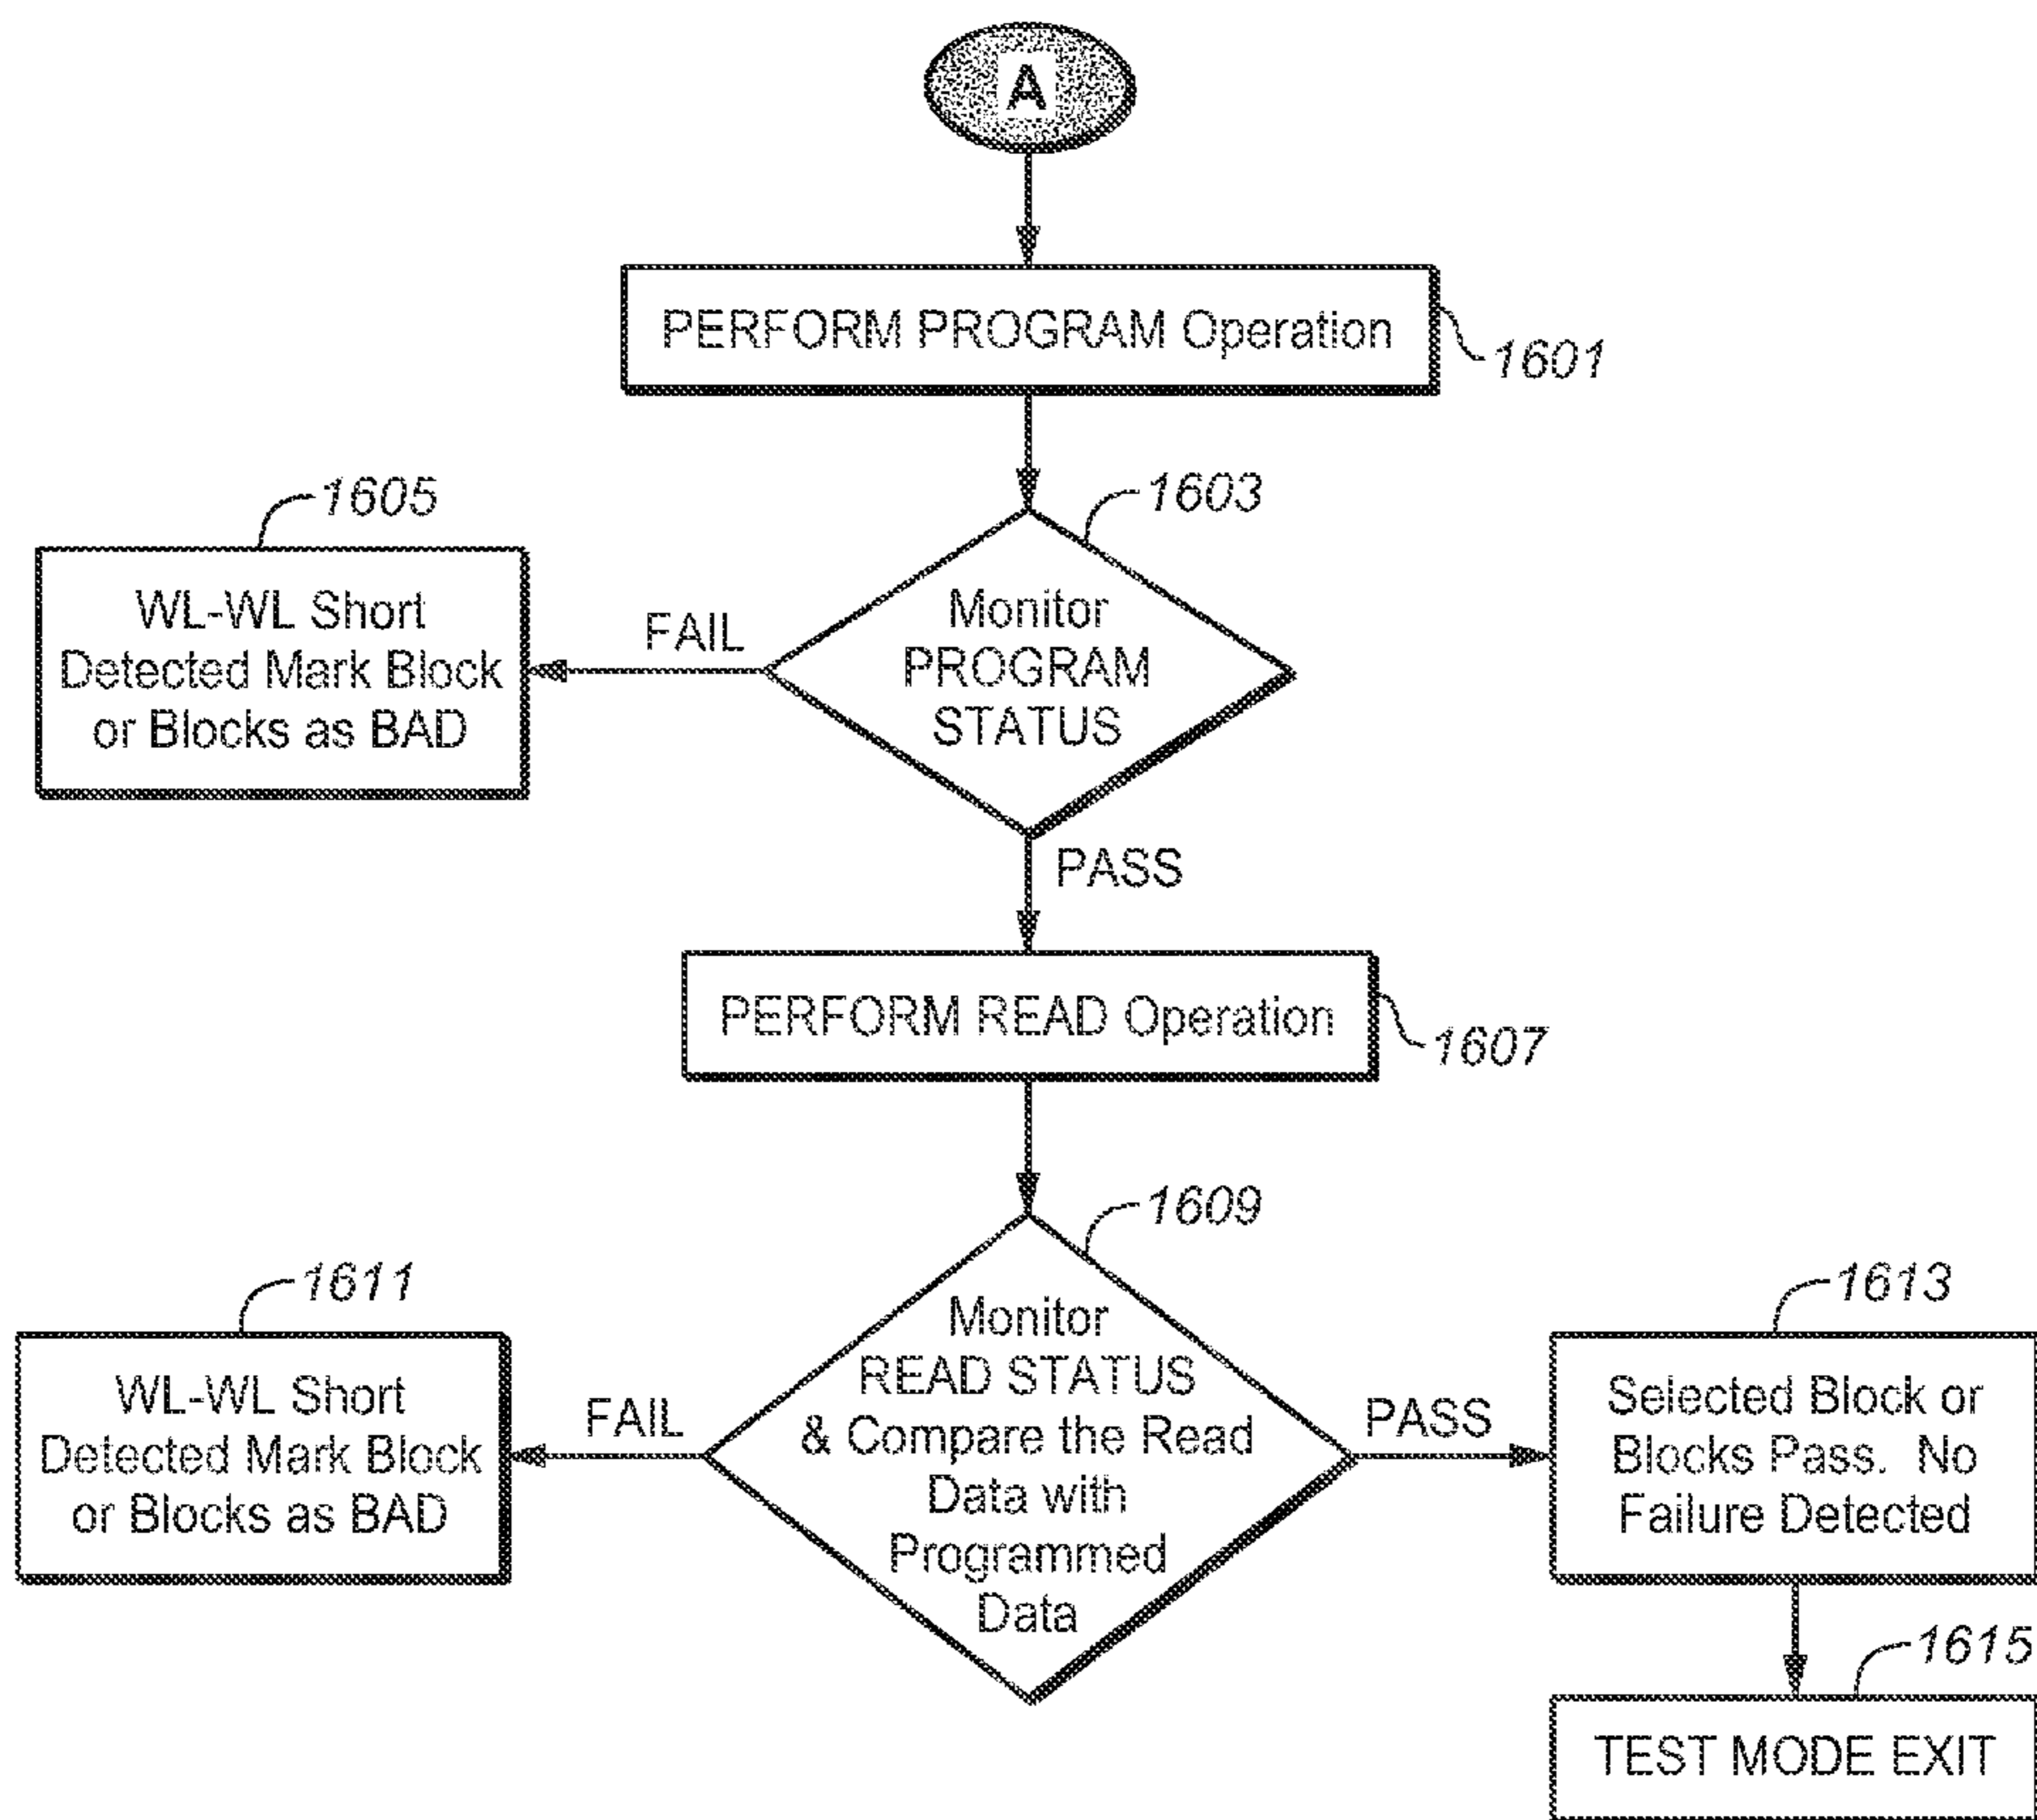 A
PERFORM PROGRAM Operation
1601
1605
1603
WL-WL Short
Detected Mark Block
or Blocks as BAD
FAIL
Monitor
PROGRAM
STATUS
PASS
PERFORM READ Operation
1607
1609
1611
1613
WL-WL Short
Detected Mark Block
or Blocks as BAD
FAIL
Monitor
READ STATUS
& Compare the Read
Data with
Programmed
Data
PASS
Selected Block or
Blocks Pass. No
Failure Detected
1615
TEST MODE EXIT